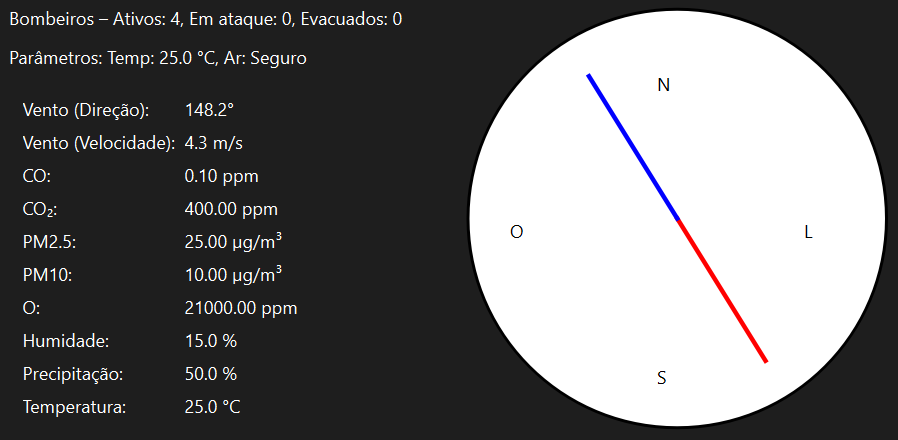 Bombeiros – Ativos: 4, Em ataque: 0, Evacuados: 0
Parâmetros: Temp: 25.0 °C, Ar: Seguro
Vento (Direção): 148.2°
Vento (Velocidade): 4.3 m/s
CO: 0.10 ppm
CO₂: 400.00 ppm
PM2.5: 25.00 µg/m³
PM10: 10.00 µg/m³
O: 21000.00 ppm
Humidade: 15.0 %
Precipitação: 50.0 %
Temperatura: 25.0 °C
N
O
L
S